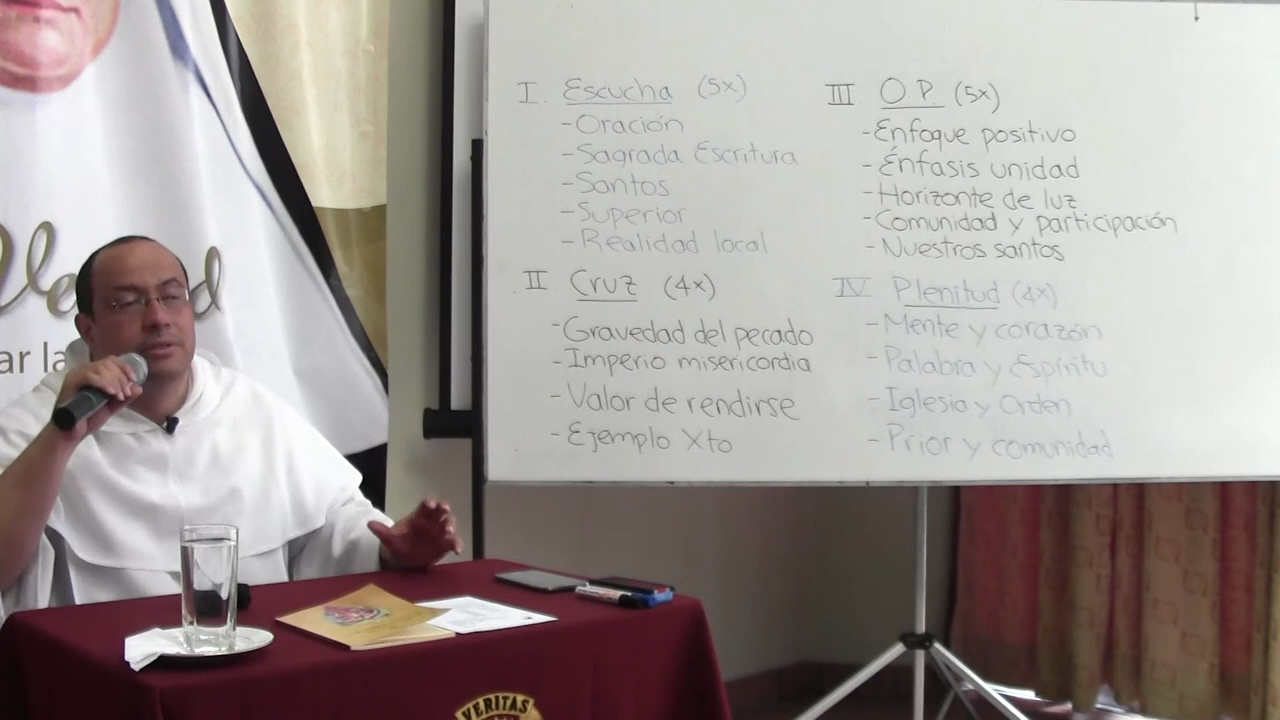 I. Escucha (5x)
- Oración
- Sagrada Escritura
- Santos
- Superior
- Realidad local
II Cruz (4x)
- Gravedad del pecado
- Imperio misericordia
- Valor de rendirse
- Ejemplo Xto
III O.P. (5x)
- Enfoque positivo
- Énfasis unidad
- Horizonte de luz
- Comunidad y participación
- Nuestros santos
IV Plenitud (4x)
- Mente y corazón
- Palabra y Espíritu
- Iglesia y Orden
- Prior y comunidad
ar la
VERITAS